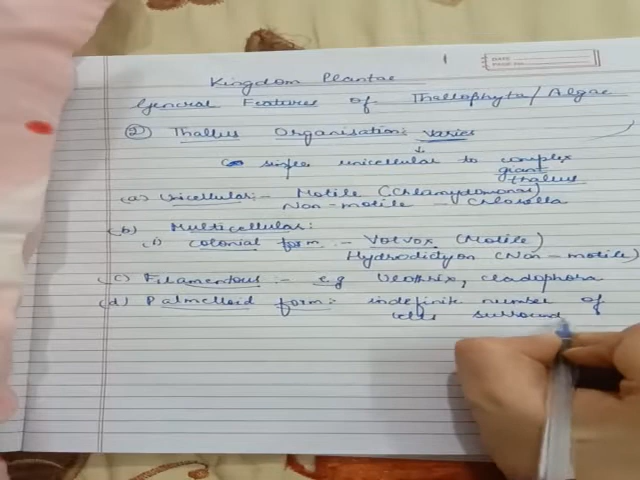 Kingdom Plantae
General Features of Thallophyta/Algae
② Thallus Organisation: varies
↓
simple unicellular to complex
giant
thallus
(a) Unicellular:- Motile (Chlamydomonas)
Non-motile - Chlorella
(b) Multicellular:
(i) colonial form - Volvox (Motile)
Hydrodidyon (Non-motile)
(c) Filamentous:- e.g Ulothrix, cladophora
(d) Palmelloid form: indefinite number of
cells surround